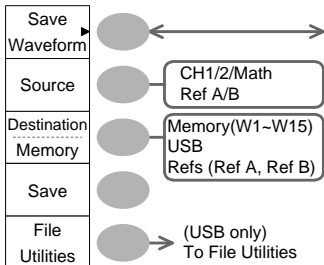 Save
Waveform
Source
CH1/2/Math
Ref A/B
Destination
Memory
Memory(W1~W15)
USB
Refs (Ref A, Ref B)
Save
File
Utilities
(USB only)
To File Utilities